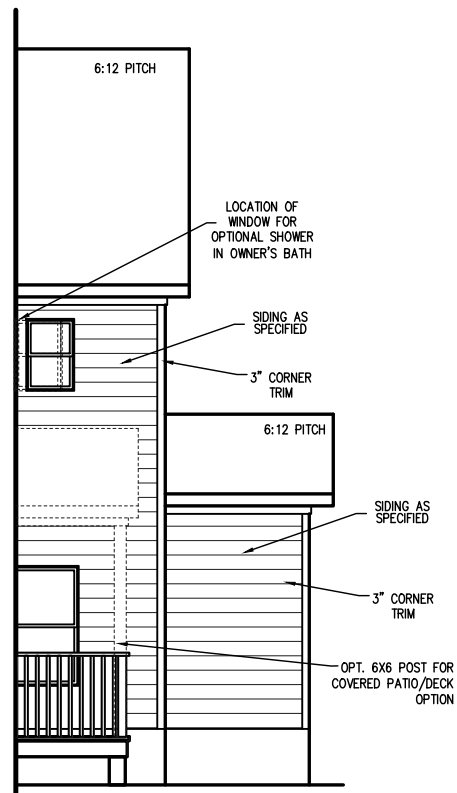 6:12 PITCH
LOCATION OF
WINDOW FOR
OPTIONAL SHOWER
IN OWNER'S BATH
SIDING AS
SPECIFIED
3" CORNER
TRIM
6:12 PITCH
SIDING AS
SPECIFIED
3" CORNER
TRIM
OPT. 6X6 POST FOR
COVERED PATIO/DECK
OPTION